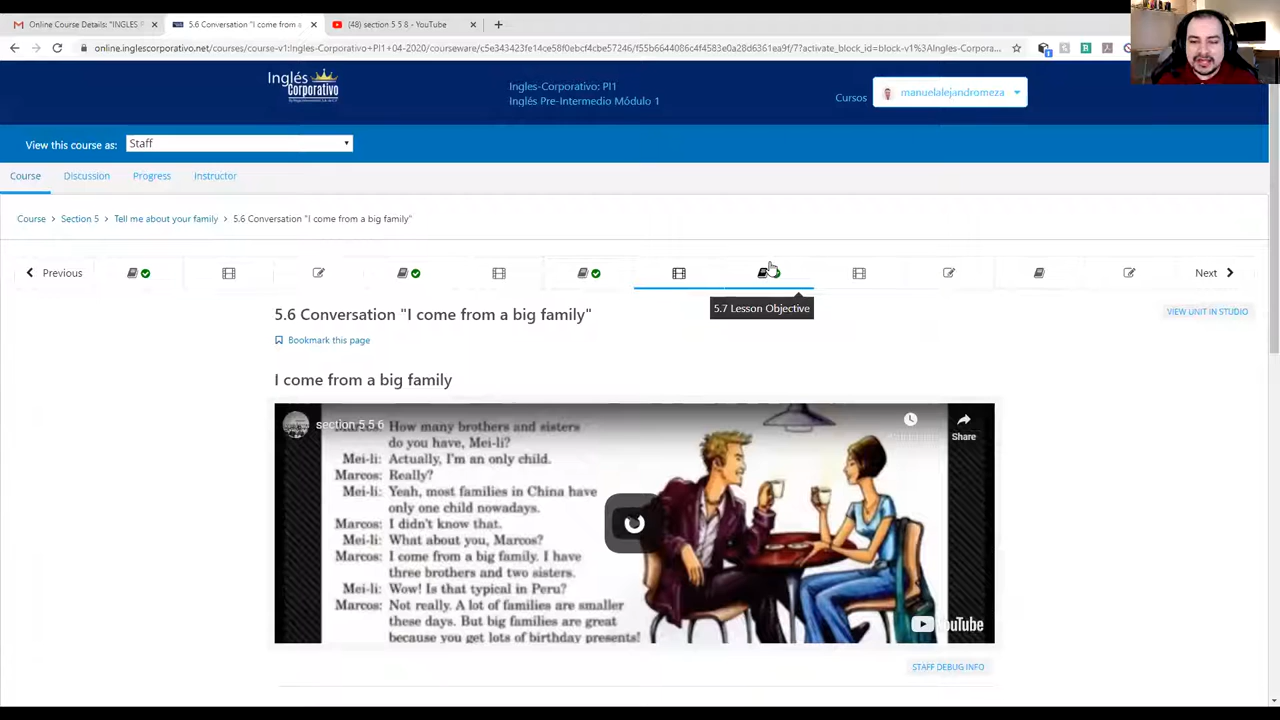 Online Course Details: "INGLES F
5.6 Conversation "I come from a
(48) section 5 5 8 - YouTube
online.inglescorporativo.net/courses/course-v1:Ingles-Corporativo+PI1+04-2020/courseware/c5e343423fe14ce58f0ebcf4cbe57246/f55b6644086c4f4583e0a28d6361ea9f/7?activate_block_id=block-v1%3AIngles-Corpora...
Inglés
Corporativo
Ingles-Corporativo: PI1
Inglés Pre-Intermedio Módulo 1
Cursos
manuelalejandromeza
View this course as:
Staff
Course
Discussion
Progress
Instructor
Course > Section 5 > Tell me about your family > 5.6 Conversation "I come from a big family"
Previous
Next
5.7 Lesson Objective
5.6 Conversation "I come from a big family"
VIEW UNIT IN STUDIO
Bookmark this page
I come from a big family
section 5 5 6
Share
How many brothers and sisters
do you have, Mei-li?
Mei-li: Actually, I'm an only child.
Marcos: Really?
Mei-li: Yeah, most families in China have
only one child nowadays.
Marcos: I didn't know that.
Mei-li: What about you, Marcos?
Marcos: I come from a big family. I have
three brothers and two sisters.
Mei-li: Wow! Is that typical in Peru?
Marcos: Not really. A lot of families are smaller
these days. But big families are great
because you get lots of birthday presents!
YouTube
STAFF DEBUG INFO